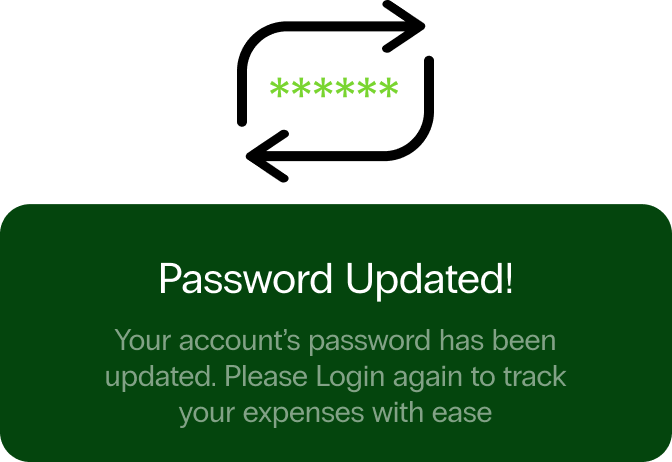 ******
Password Updated!
Your account’s password has been
updated. Please Login again to track
your expenses with ease